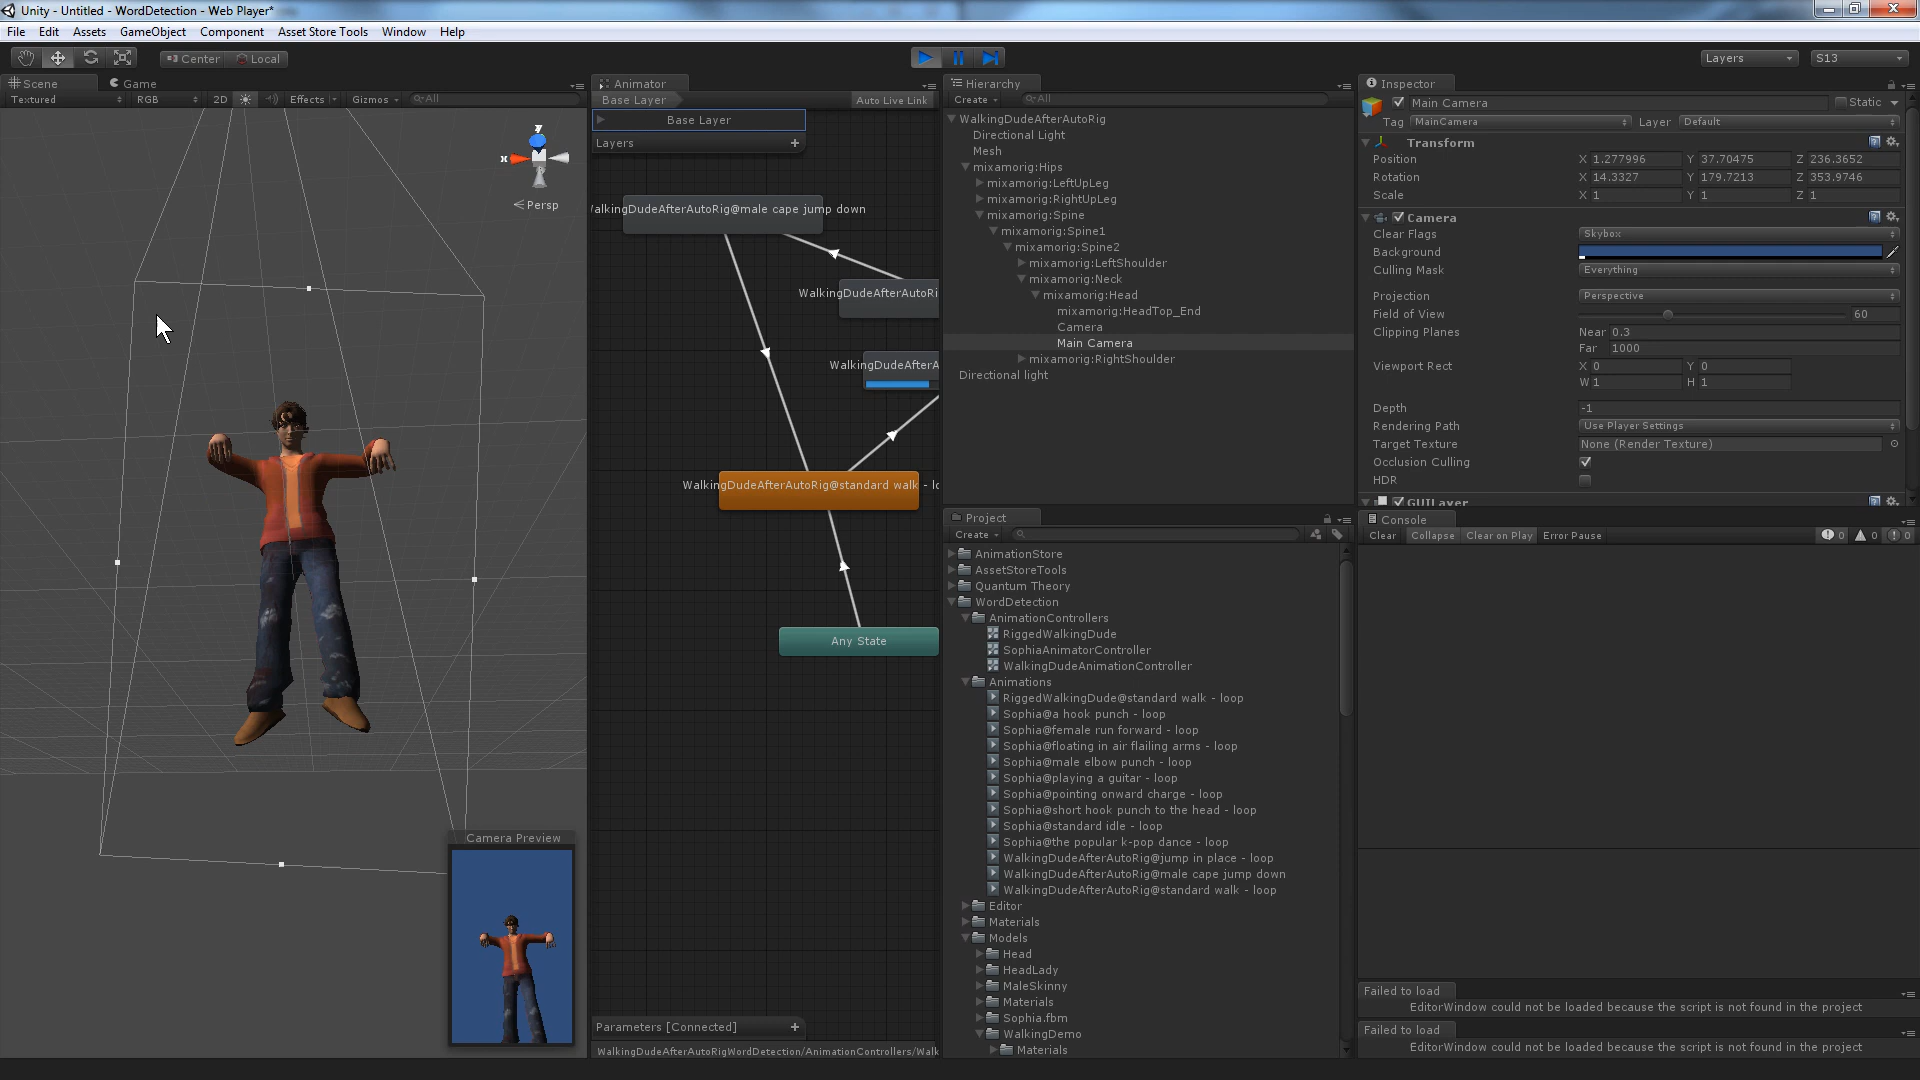 Unity - Untitled - WordDetection - Web Player*
File Edit Assets GameObject Component Asset Store Tools Window Help
Center Local
Layers S13
Scene Game
Textured RGB 2D Effects Gizmos All
y
x
Persp
Camera Preview
Animator
Base Layer Auto Live Link
Base Layer
Layers +
alkingDudeAfterAutoRig@male cape jump down
WalkingDudeAfterAutoRi
WalkingDudeAfterA
WalkingDudeAfterAutoRig@standard walk - lo
Any State
Parameters [Connected] +
WalkingDudeAfterAutoRigWordDetection/AnimationControllers/Walk
Hierarchy
Create All
WalkingDudeAfterAutoRig
Directional Light
Mesh
mixamorig:Hips
mixamorig:LeftUpLeg
mixamorig:RightUpLeg
mixamorig:Spine
mixamorig:Spine1
mixamorig:Spine2
mixamorig:LeftShoulder
mixamorig:Neck
mixamorig:Head
mixamorig:HeadTop_End
Camera
Main Camera
mixamorig:RightShoulder
Directional light
Project
Create
AnimationStore
AssetStoreTools
Quantum Theory
WordDetection
AnimationControllers
RiggedWalkingDude
SophiaAnimatorController
WalkingDudeAnimationController
Animations
RiggedWalkingDude@standard walk - loop
Sophia@a hook punch - loop
Sophia@female run forward - loop
Sophia@floating in air flailing arms - loop
Sophia@male elbow punch - loop
Sophia@playing a guitar - loop
Sophia@pointing onward charge - loop
Sophia@short hook punch to the head - loop
Sophia@standard idle - loop
Sophia@the popular k-pop dance - loop
WalkingDudeAfterAutoRig@jump in place - loop
WalkingDudeAfterAutoRig@male cape jump down
WalkingDudeAfterAutoRig@standard walk - loop
Editor
Materials
Models
Head
HeadLady
MaleSkinny
Materials
Sophia.fbm
WalkingDemo
Materials
Inspector
Main Camera Static
Tag MainCamera Layer Default
Transform
Position X 1.277996 Y 37.70475 Z 236.3652
Rotation X 14.3327 Y 179.7213 Z 353.9746
Scale X 1 Y 1 Z 1
Camera
Clear Flags Skybox
Background
Culling Mask Everything
Projection Perspective
Field of View 60
Clipping Planes Near 0.3
Far 1000
Viewport Rect X 0 Y 0
W 1 H 1
Depth -1
Rendering Path Use Player Settings
Target Texture None (Render Texture)
Occlusion Culling
HDR
GUILayer
Console
Clear Collapse Clear on Play Error Pause 0 0 0
Failed to load
EditorWindow could not be loaded because the script is not found in the project
Failed to load
EditorWindow could not be loaded because the script is not found in the project